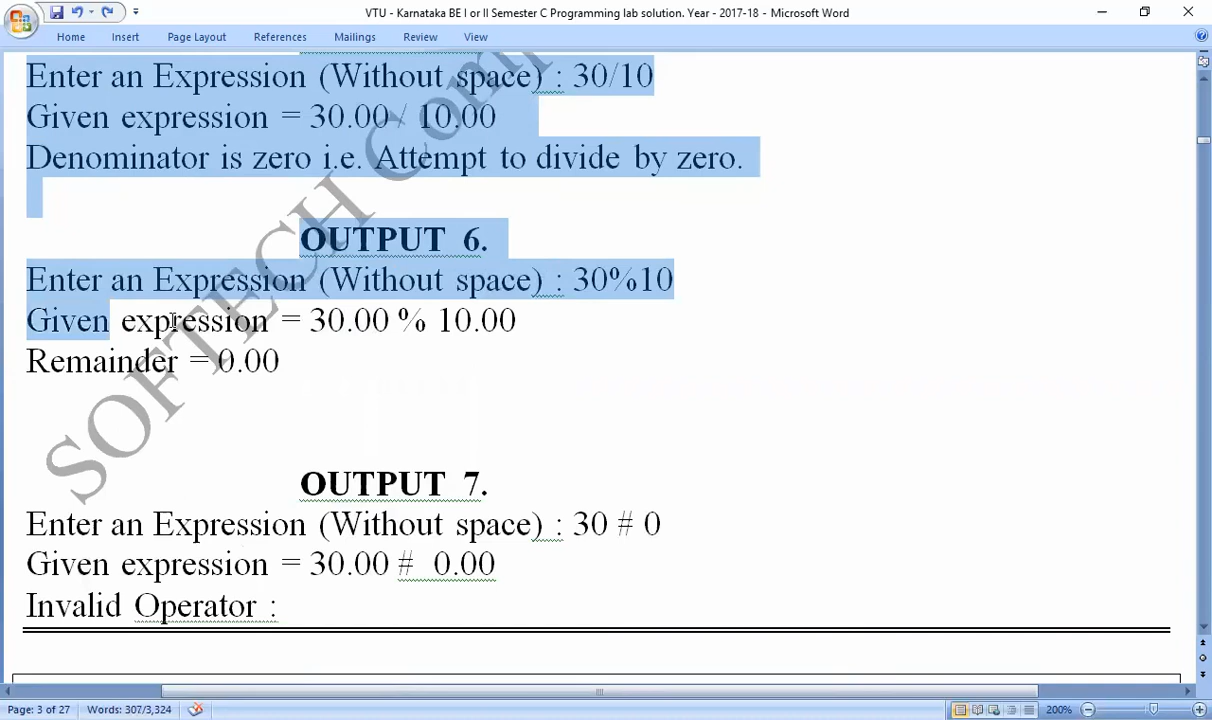 VTU - Karnataka BE I or II Semester C Programming lab solution. Year - 2017-18 - Microsoft Word
Home Insert Page Layout References Mailings Review View
Enter an Expression (Without space) : 30/10
Given expression = 30.00 / 10.00
Denominator is zero i.e. Attempt to divide by zero.
OUTPUT 6.
Enter an Expression (Without space) : 30%10
Given expression = 30.00 % 10.00
Remainder = 0.00
OUTPUT 7.
Enter an Expression (Without space) : 30 # 0
Given expression = 30.00 # 0.00
Invalid Operator :
SOFTECH Comp
Page: 3 of 27 Words: 307/3,324 200%